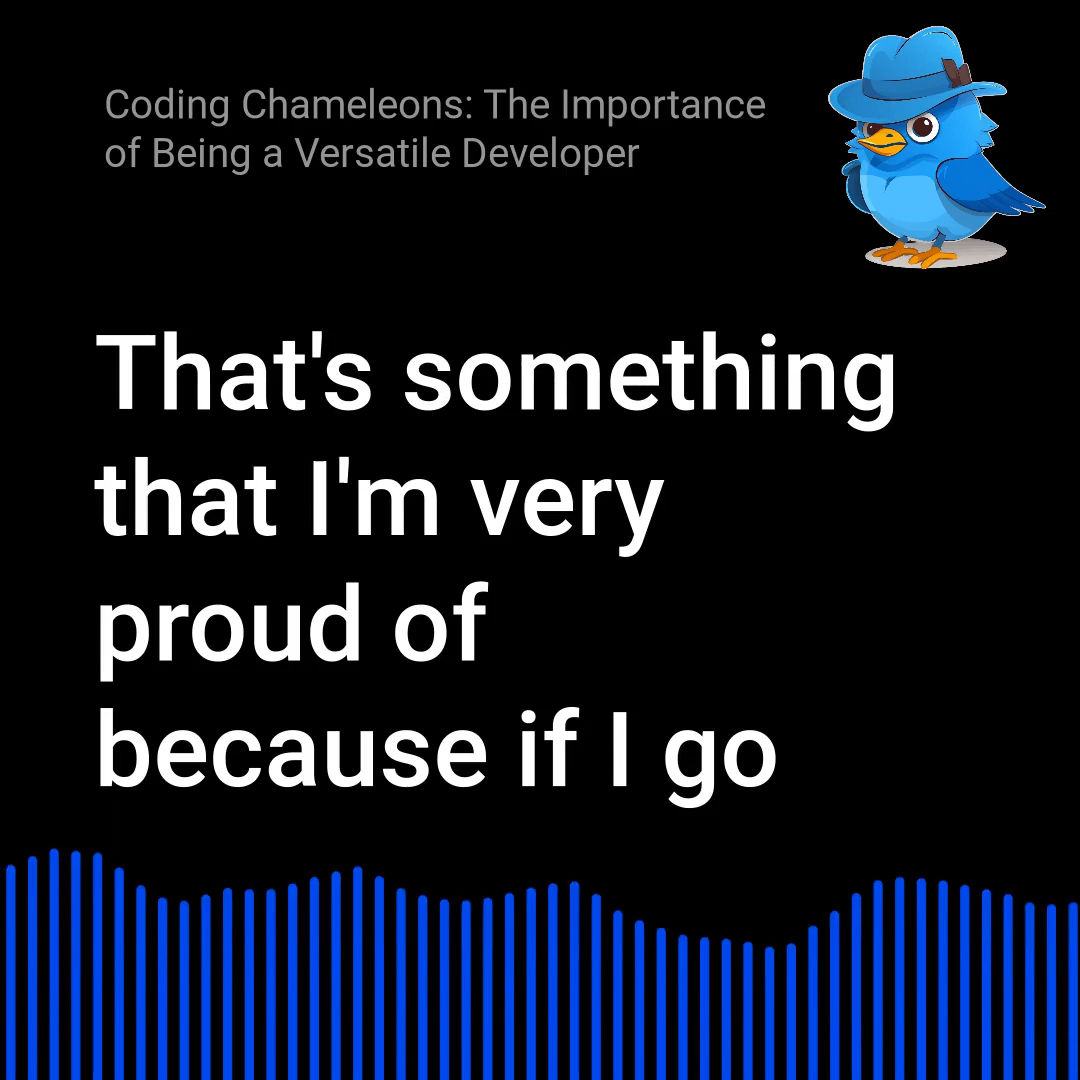 Coding Chameleons: The Importance
of Being a Versatile Developer
That's something
that I'm very
proud of
because if I go